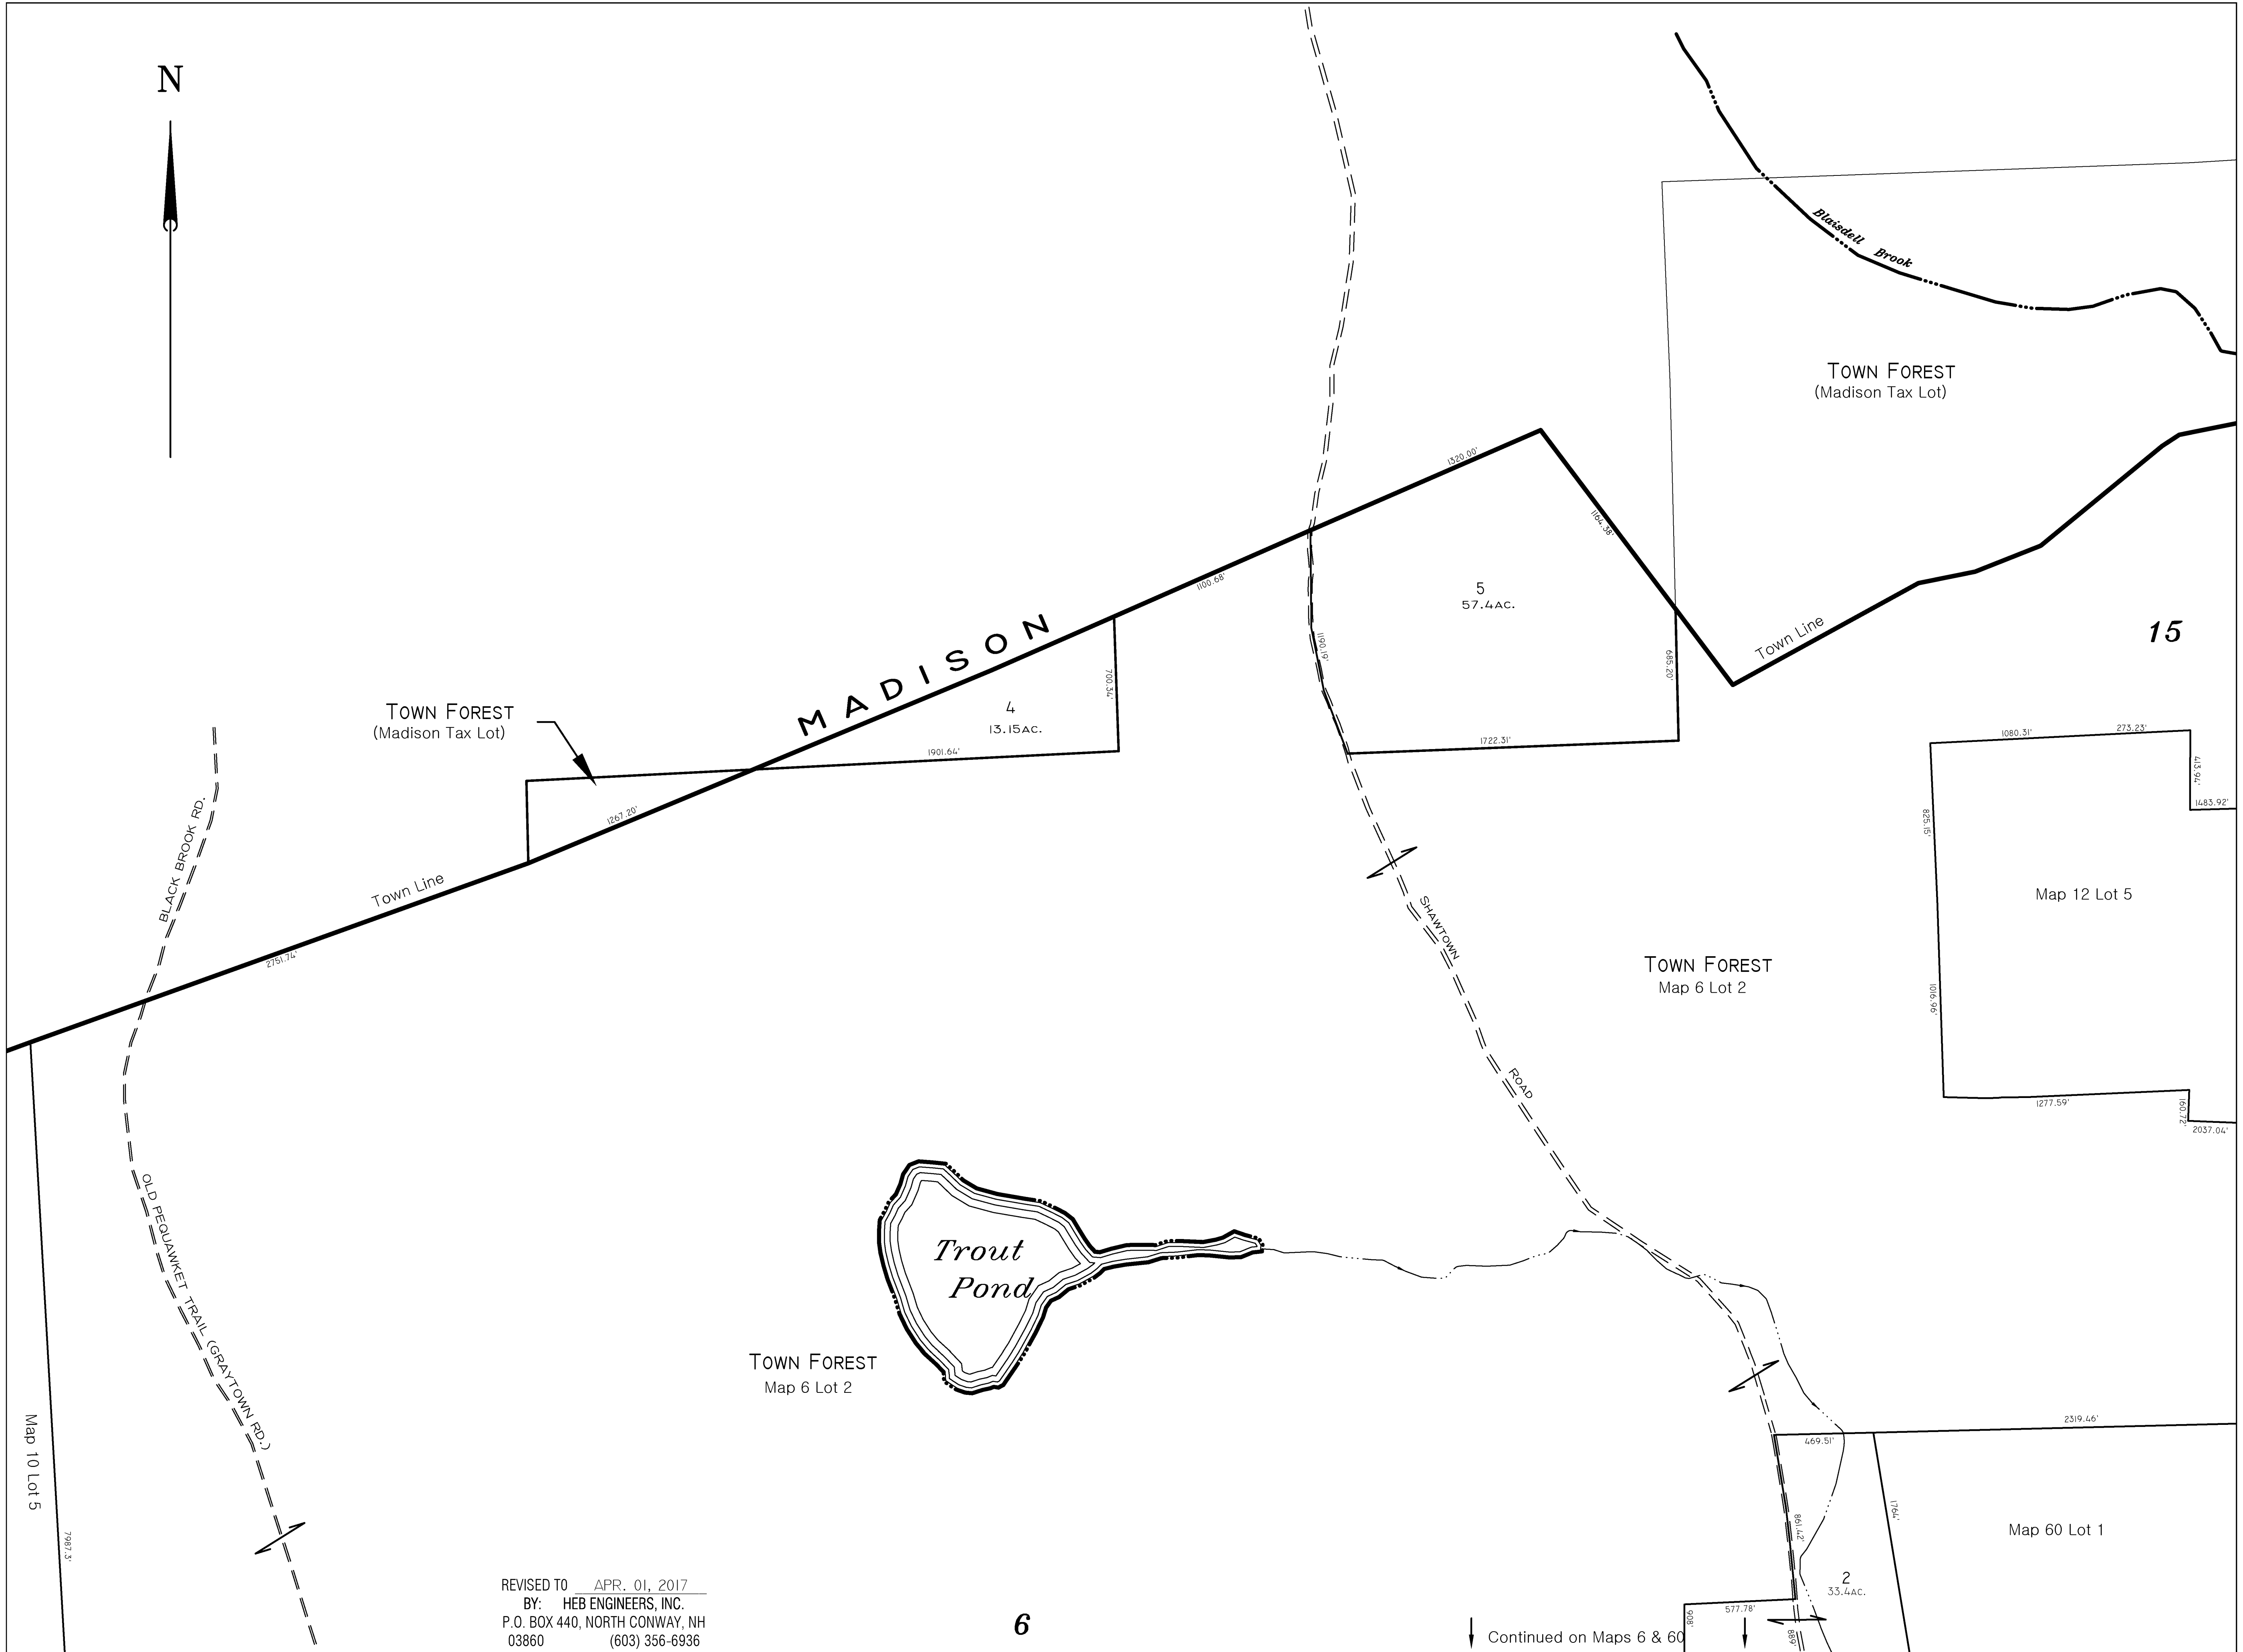 N
Blaisdell Brook
TOWN FOREST
(Madison Tax Lot)
1320.00'
1164.38'
1100.68'
5
57.4AC.
1190.19'
685.20'
1722.31'
Town Line
15
MADISON
700.34'
4
13.15AC.
1901.64'
TOWN FOREST
(Madison Tax Lot)
1267.20'
BLACK BROOK RD.
Town Line
2751.74'
1080.31'
273.23'
413.94'
1483.92'
825.15'
Map 12 Lot 5
1016.96'
1277.59'
160.72'
2037.04'
SHAWTOWN
ROAD
TOWN FOREST
Map 6 Lot 2
OLD PEQUAWKET TRAIL (GRAYTOWN RD.)
Trout
Pond
TOWN FOREST
Map 6 Lot 2
Map 10 Lot 5
7987.3'
2319.46'
469.51'
1764'
861.42'
Map 60 Lot 1
2
33.4AC.
577.78'
908'
889'
REVISED TO APR. 01, 2017
BY: HEB ENGINEERS, INC.
P.O. BOX 440, NORTH CONWAY, NH
03860 (603) 356-6936
6
Continued on Maps 6 & 60